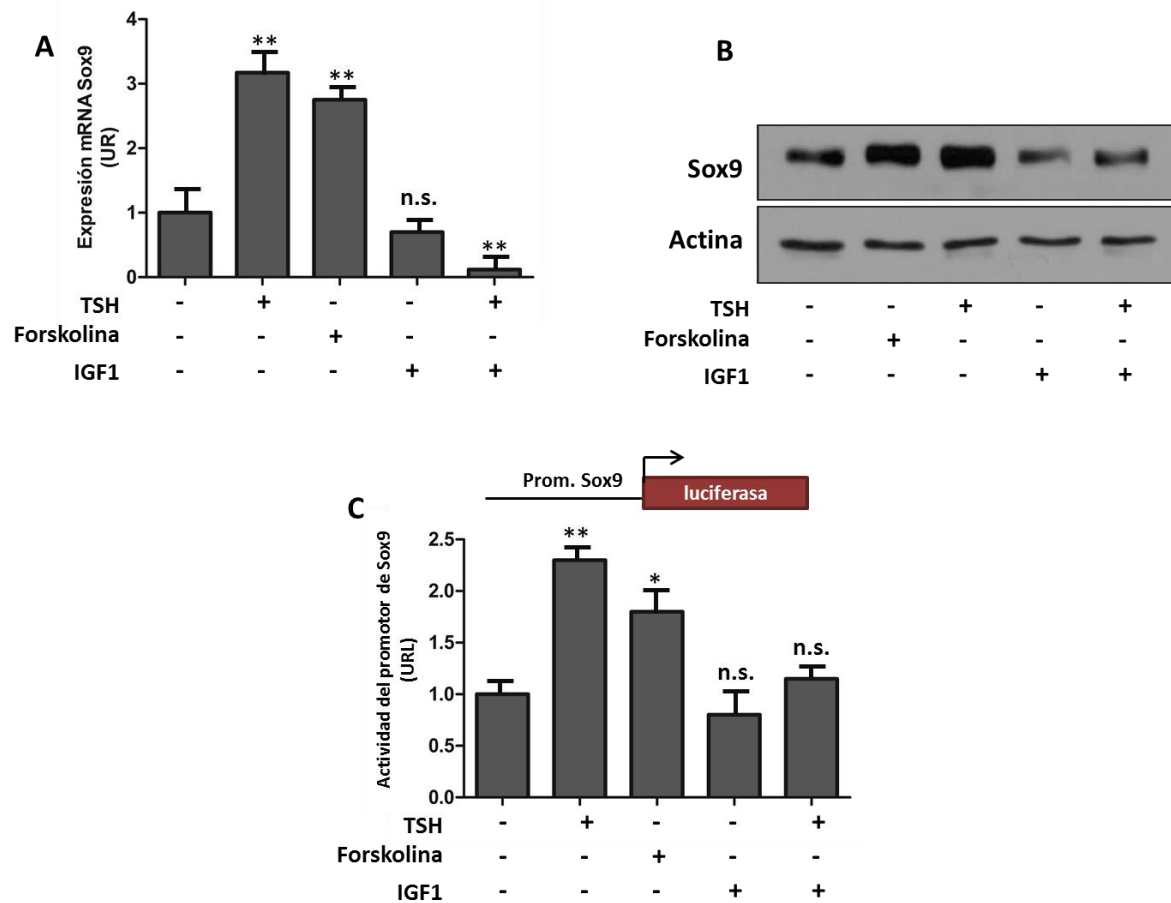 A
Expresión mRNA Sox9
(UR)
4
3
2
1
0
** ** n.s. **
TSH - + - - +
Forskolina - - + - -
IGF1 - - - + +
B
Sox9
Actina
TSH - - + - +
Forskolina - + - - -
IGF1 - - - + +
C
Prom. Sox9 luciferasa
Actividad del promotor de Sox9
(URL)
2.5
2.0
1.5
1.0
0.5
0.0
** * n.s. n.s.
TSH - + - - +
Forskolina - - + - -
IGF1 - - - + +